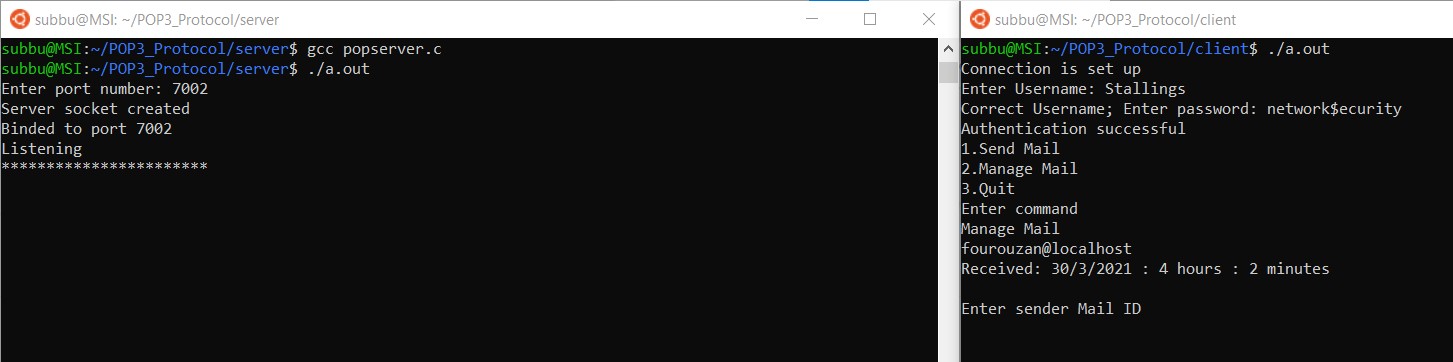 subbu@MSI: ~/POP3_Protocol/server
subbu@MSI:~/POP3_Protocol/server$ gcc popserver.c
subbu@MSI:~/POP3_Protocol/server$ ./a.out
Enter port number: 7002
Server socket created
Binded to port 7002
Listening
***********************
subbu@MSI: ~/POP3_Protocol/client
subbu@MSI:~/POP3_Protocol/client$ ./a.out
Connection is set up
Enter Username: Stallings
Correct Username; Enter password: network$ecurity
Authentication successful
1.Send Mail
2.Manage Mail
3.Quit
Enter command
Manage Mail
fourouzan@localhost
Received: 30/3/2021 : 4 hours : 2 minutes
Enter sender Mail ID